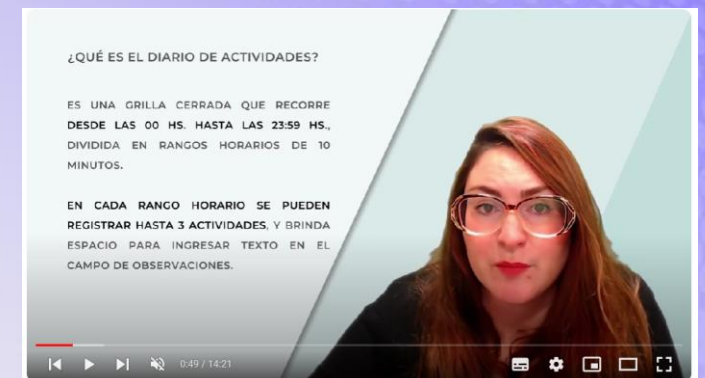 ¿QUÉ ES EL DIARIO DE ACTIVIDADES?
ES UNA GRILLA CERRADA QUE RECORRE
DESDE LAS 00 HS. HASTA LAS 23:59 HS.,
DIVIDIDA EN RANGOS HORARIOS DE 10
MINUTOS.
EN CADA RANGO HORARIO SE PUEDEN
REGISTRAR HASTA 3 ACTIVIDADES, Y BRINDA
ESPACIO PARA INGRESAR TEXTO EN EL
CAMPO DE OBSERVACIONES.
0:49 / 14:21